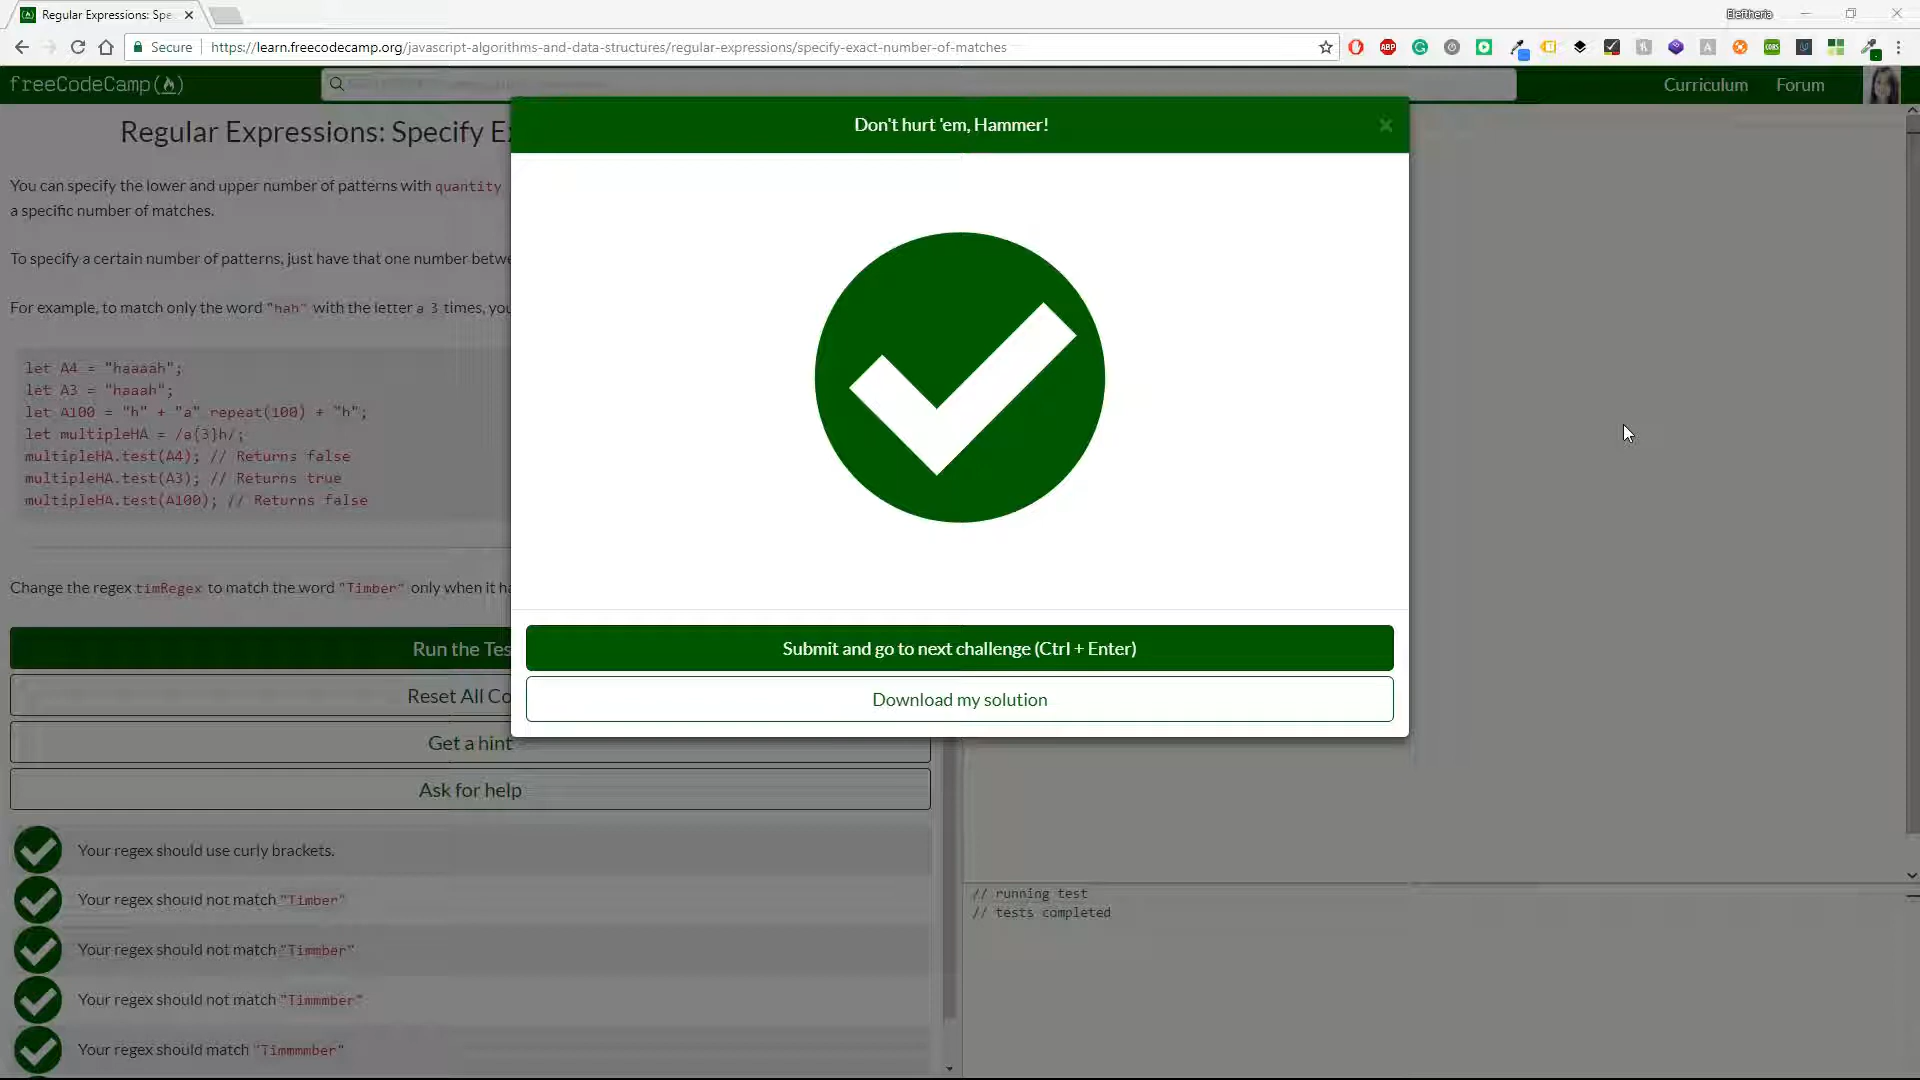 Regular Expressions: Spe
Eleftheria
Secure
https://learn.freecodecamp.org/javascript-algorithms-and-data-structures/regular-expressions/specify-exact-number-of-matches
freeCodeCamp
Curriculum
Forum
Regular Expressions: Specify E
Don't hurt 'em, Hammer!
You can specify the lower and upper number of patterns with quantity
a specific number of matches.
To specify a certain number of patterns, just have that one number betwe
For example, to match only the word "hah" with the letter a 3 times, you
let A4 = "haaaah";
let A3 = "haaah";
let A100 = "h" + "a" repeat(100) + "h";
let multipleHA = /a{3}h/;
multipleHA.test(A4); // Returns false
multipleHA.test(A3); // Returns true
multipleHA.test(A100); // Returns false
Change the regex timRegex to match the word "Timber" only when it ha
Run the Tes
Reset All Co
Get a hint
Ask for help
Submit and go to next challenge (Ctrl + Enter)
Download my solution
Your regex should use curly brackets.
Your regex should not match "Timber"
Your regex should not match "Timmber"
Your regex should not match "Timmmber"
Your regex should match "Timmmmber"
// running test
// tests completed